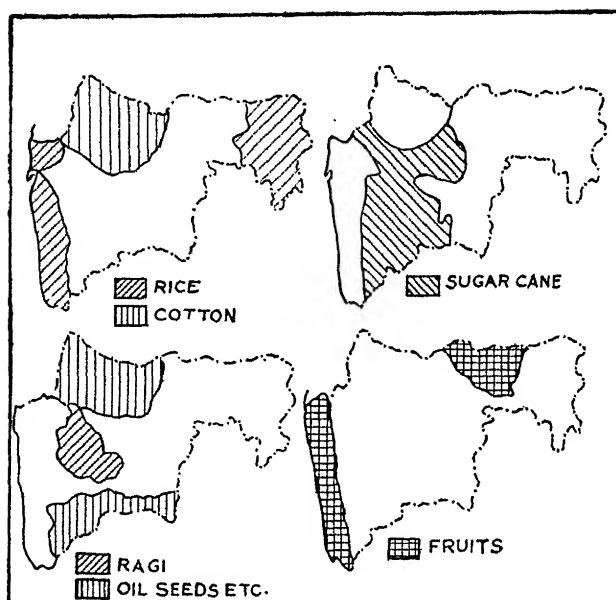 RICE
COTTON
SUGAR CANE
RAGI
OIL SEEDS ETC.
FRUITS